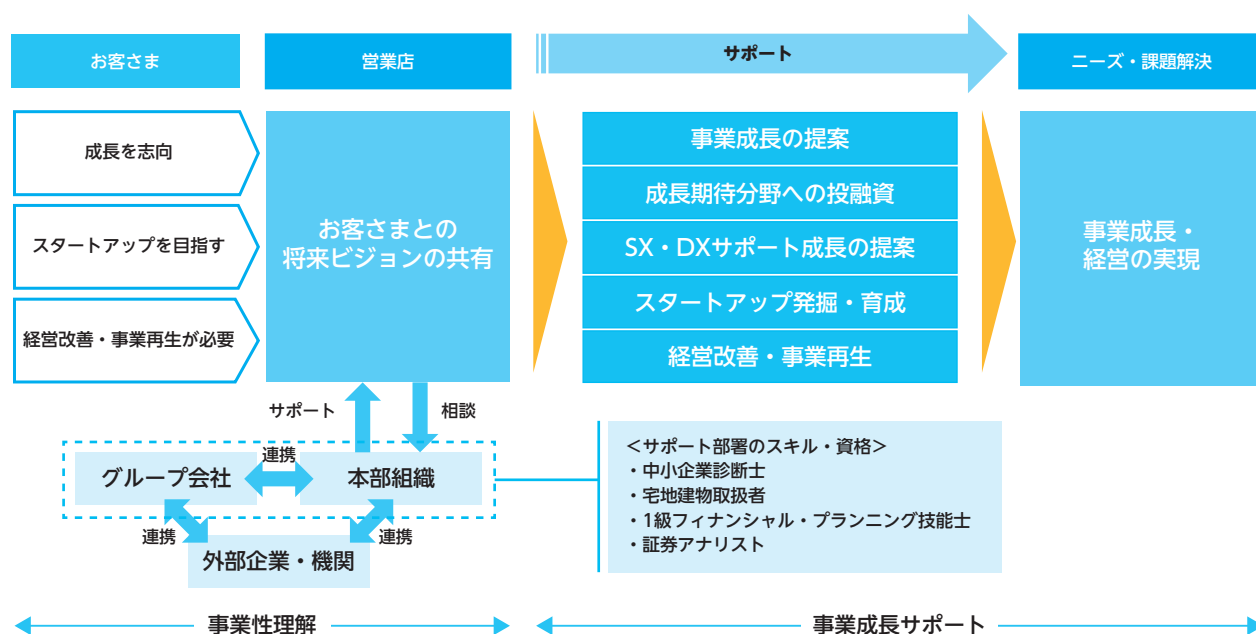 お客さま
営業店
サポート
ニーズ・課題解決
成長を志向
スタートアップを目指す
経営改善・事業再生が必要
お客さまとの
将来ビジョンの共有
事業成長の提案
成長期待分野への投融資
SX・DXサポート成長の提案
スタートアップ発掘・育成
経営改善・事業再生
事業成長・
経営の実現
サポート
相談
グループ会社
連携
本部組織
連携
連携
外部企業・機関
＜サポート部署のスキル・資格＞
・中小企業診断士
・宅地建物取扱者
・1級フィナンシャル・プランニング技能士
・証券アナリスト
事業性理解
事業成長サポート